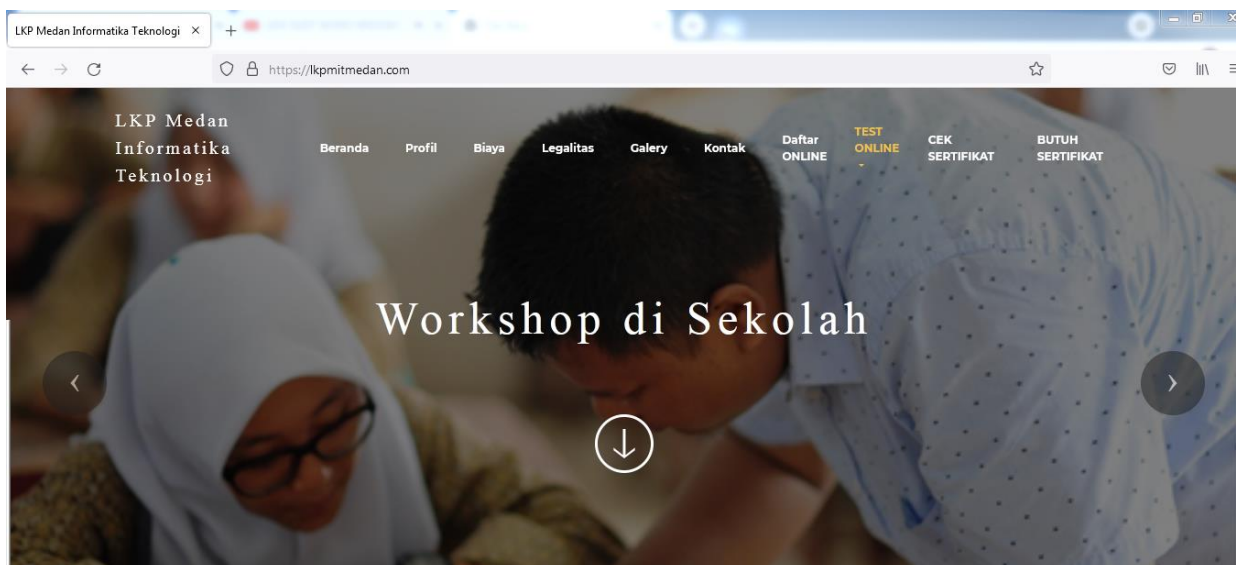 LKP Medan Informatika Teknologi
https://lkpmitmedan.com
LKP Medan
Informatika
Teknologi
Beranda Profil Biaya Legalitas Galery Kontak
Daftar
ONLINE
TEST
ONLINE
CEK
SERTIFIKAT
BUTUH
SERTIFIKAT
Workshop di Sekolah